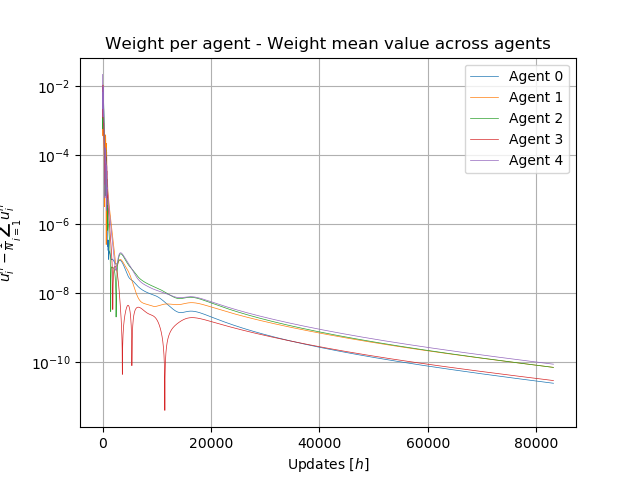 Weight per agent - Weight mean value across agents
10⁻²
10⁻⁴
10⁻⁶
10⁻⁸
10⁻¹⁰
Agent 0
Agent 1
Agent 2
Agent 3
Agent 4
0
20000
40000
60000
80000
Updates [h]